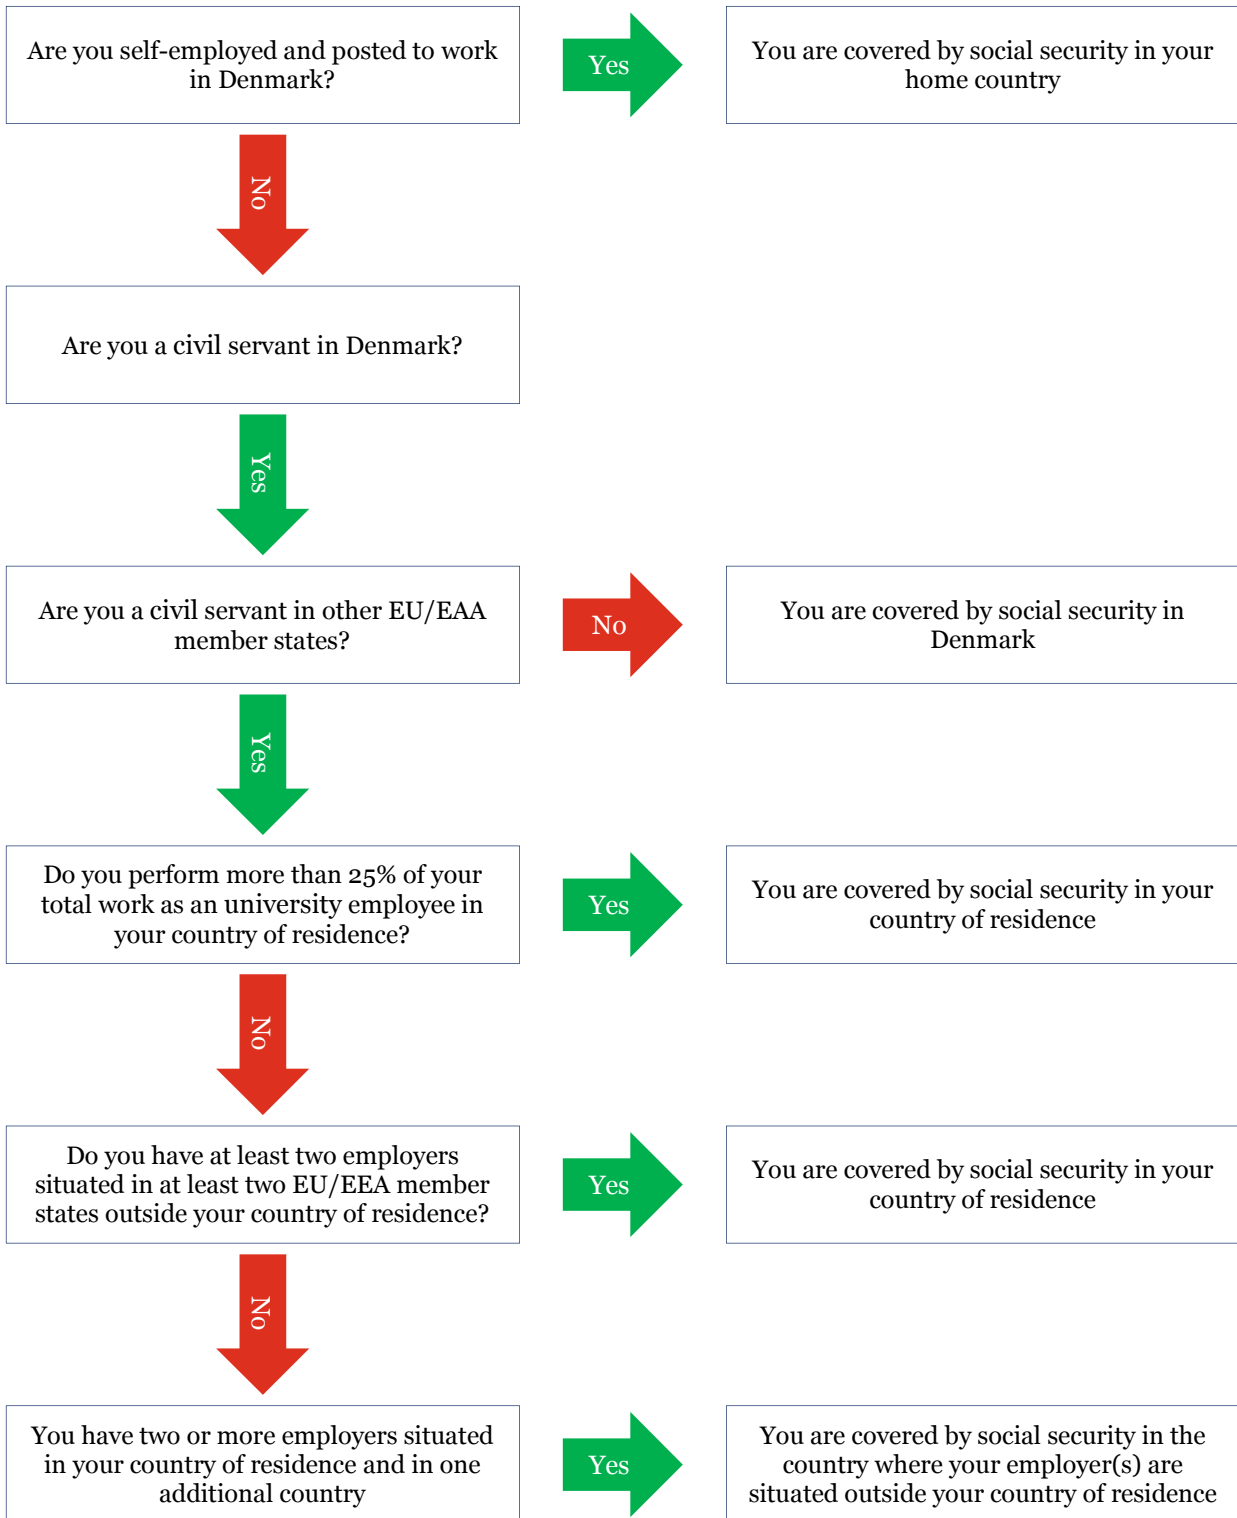 Are you self-employed and posted to work
in Denmark?
Yes
You are covered by social security in your
home country
No
Are you a civil servant in Denmark?
Yes
Are you a civil servant in other EU/EAA
member states?
No
You are covered by social security in
Denmark
Yes
Do you perform more than 25% of your
total work as an university employee in
your country of residence?
Yes
You are covered by social security in your
country of residence
No
Do you have at least two employers
situated in at least two EU/EEA member
states outside your country of residence?
Yes
You are covered by social security in your
country of residence
No
You have two or more employers situated
in your country of residence and in one
additional country
Yes
You are covered by social security in the
country where your employer(s) are
situated outside your country of residence